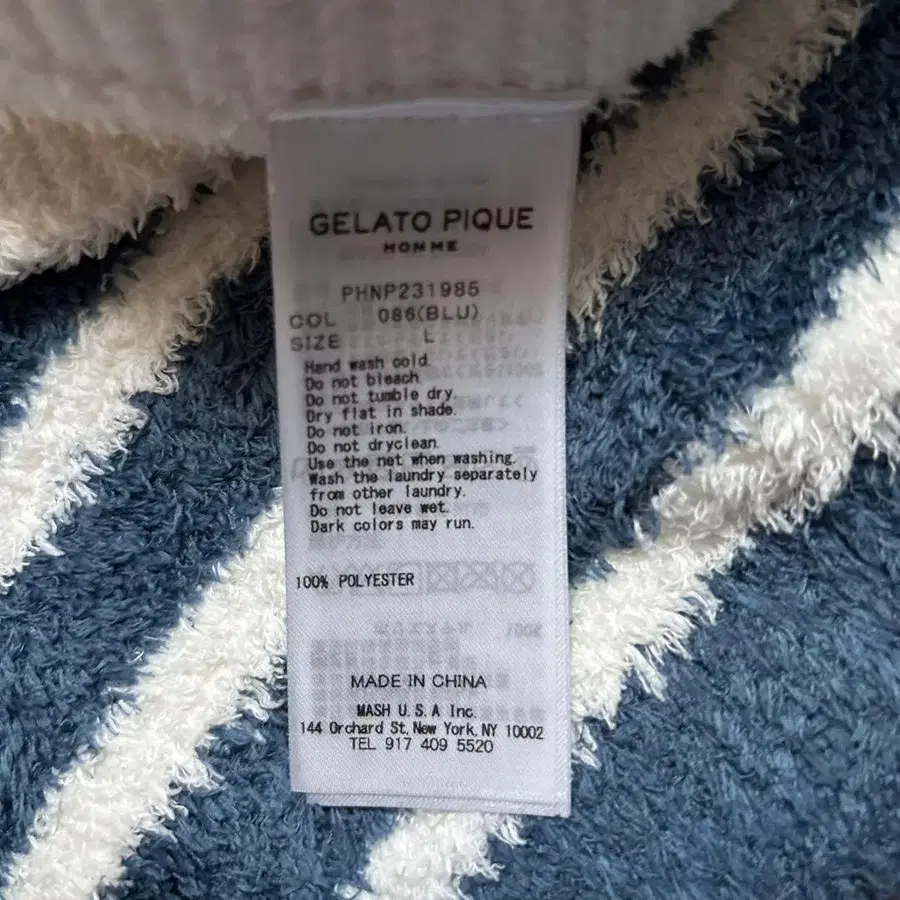 GELATO PIQUE
HOMME
PHNP231985
COL 086(BLU)
SIZE L
Hand wash cold.
Do not bleach.
Do not tumble dry.
Dry flat in shade.
Do not iron.
Do not dryclean.
Use the net when washing.
Wash the laundry separately
from other laundry.
Do not leave wet.
Dark colors may run.
100% POLYESTER
MADE IN CHINA
MASH U.S.A Inc.
144 Orchard St, New York, NY 10002
TEL 917 409 5520